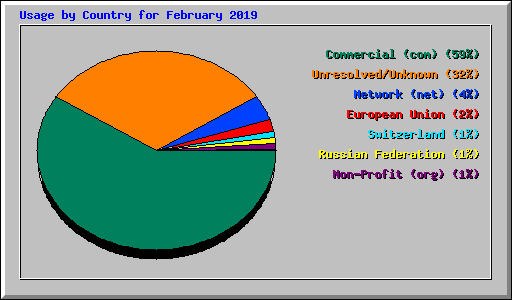 Usage by Country for February 2019
Commercial (com) (59%)
Unresolved/Unknown (32%)
Network (net) (4%)
European Union (2%)
Switzerland (1%)
Russian Federation (1%)
Non-Profit (org) (1%)